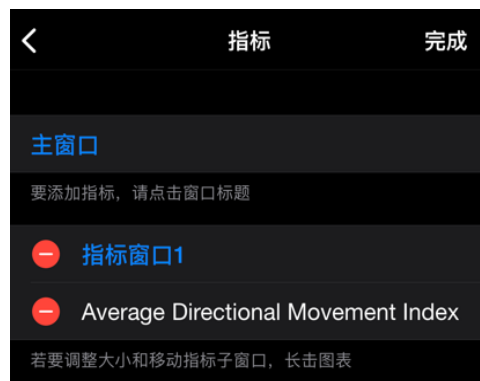 指标
完成
主窗口
要添加指标，请点击窗口标题
指标窗口1
Average Directional Movement Index
若要调整大小和移动指标子窗口，长击图表